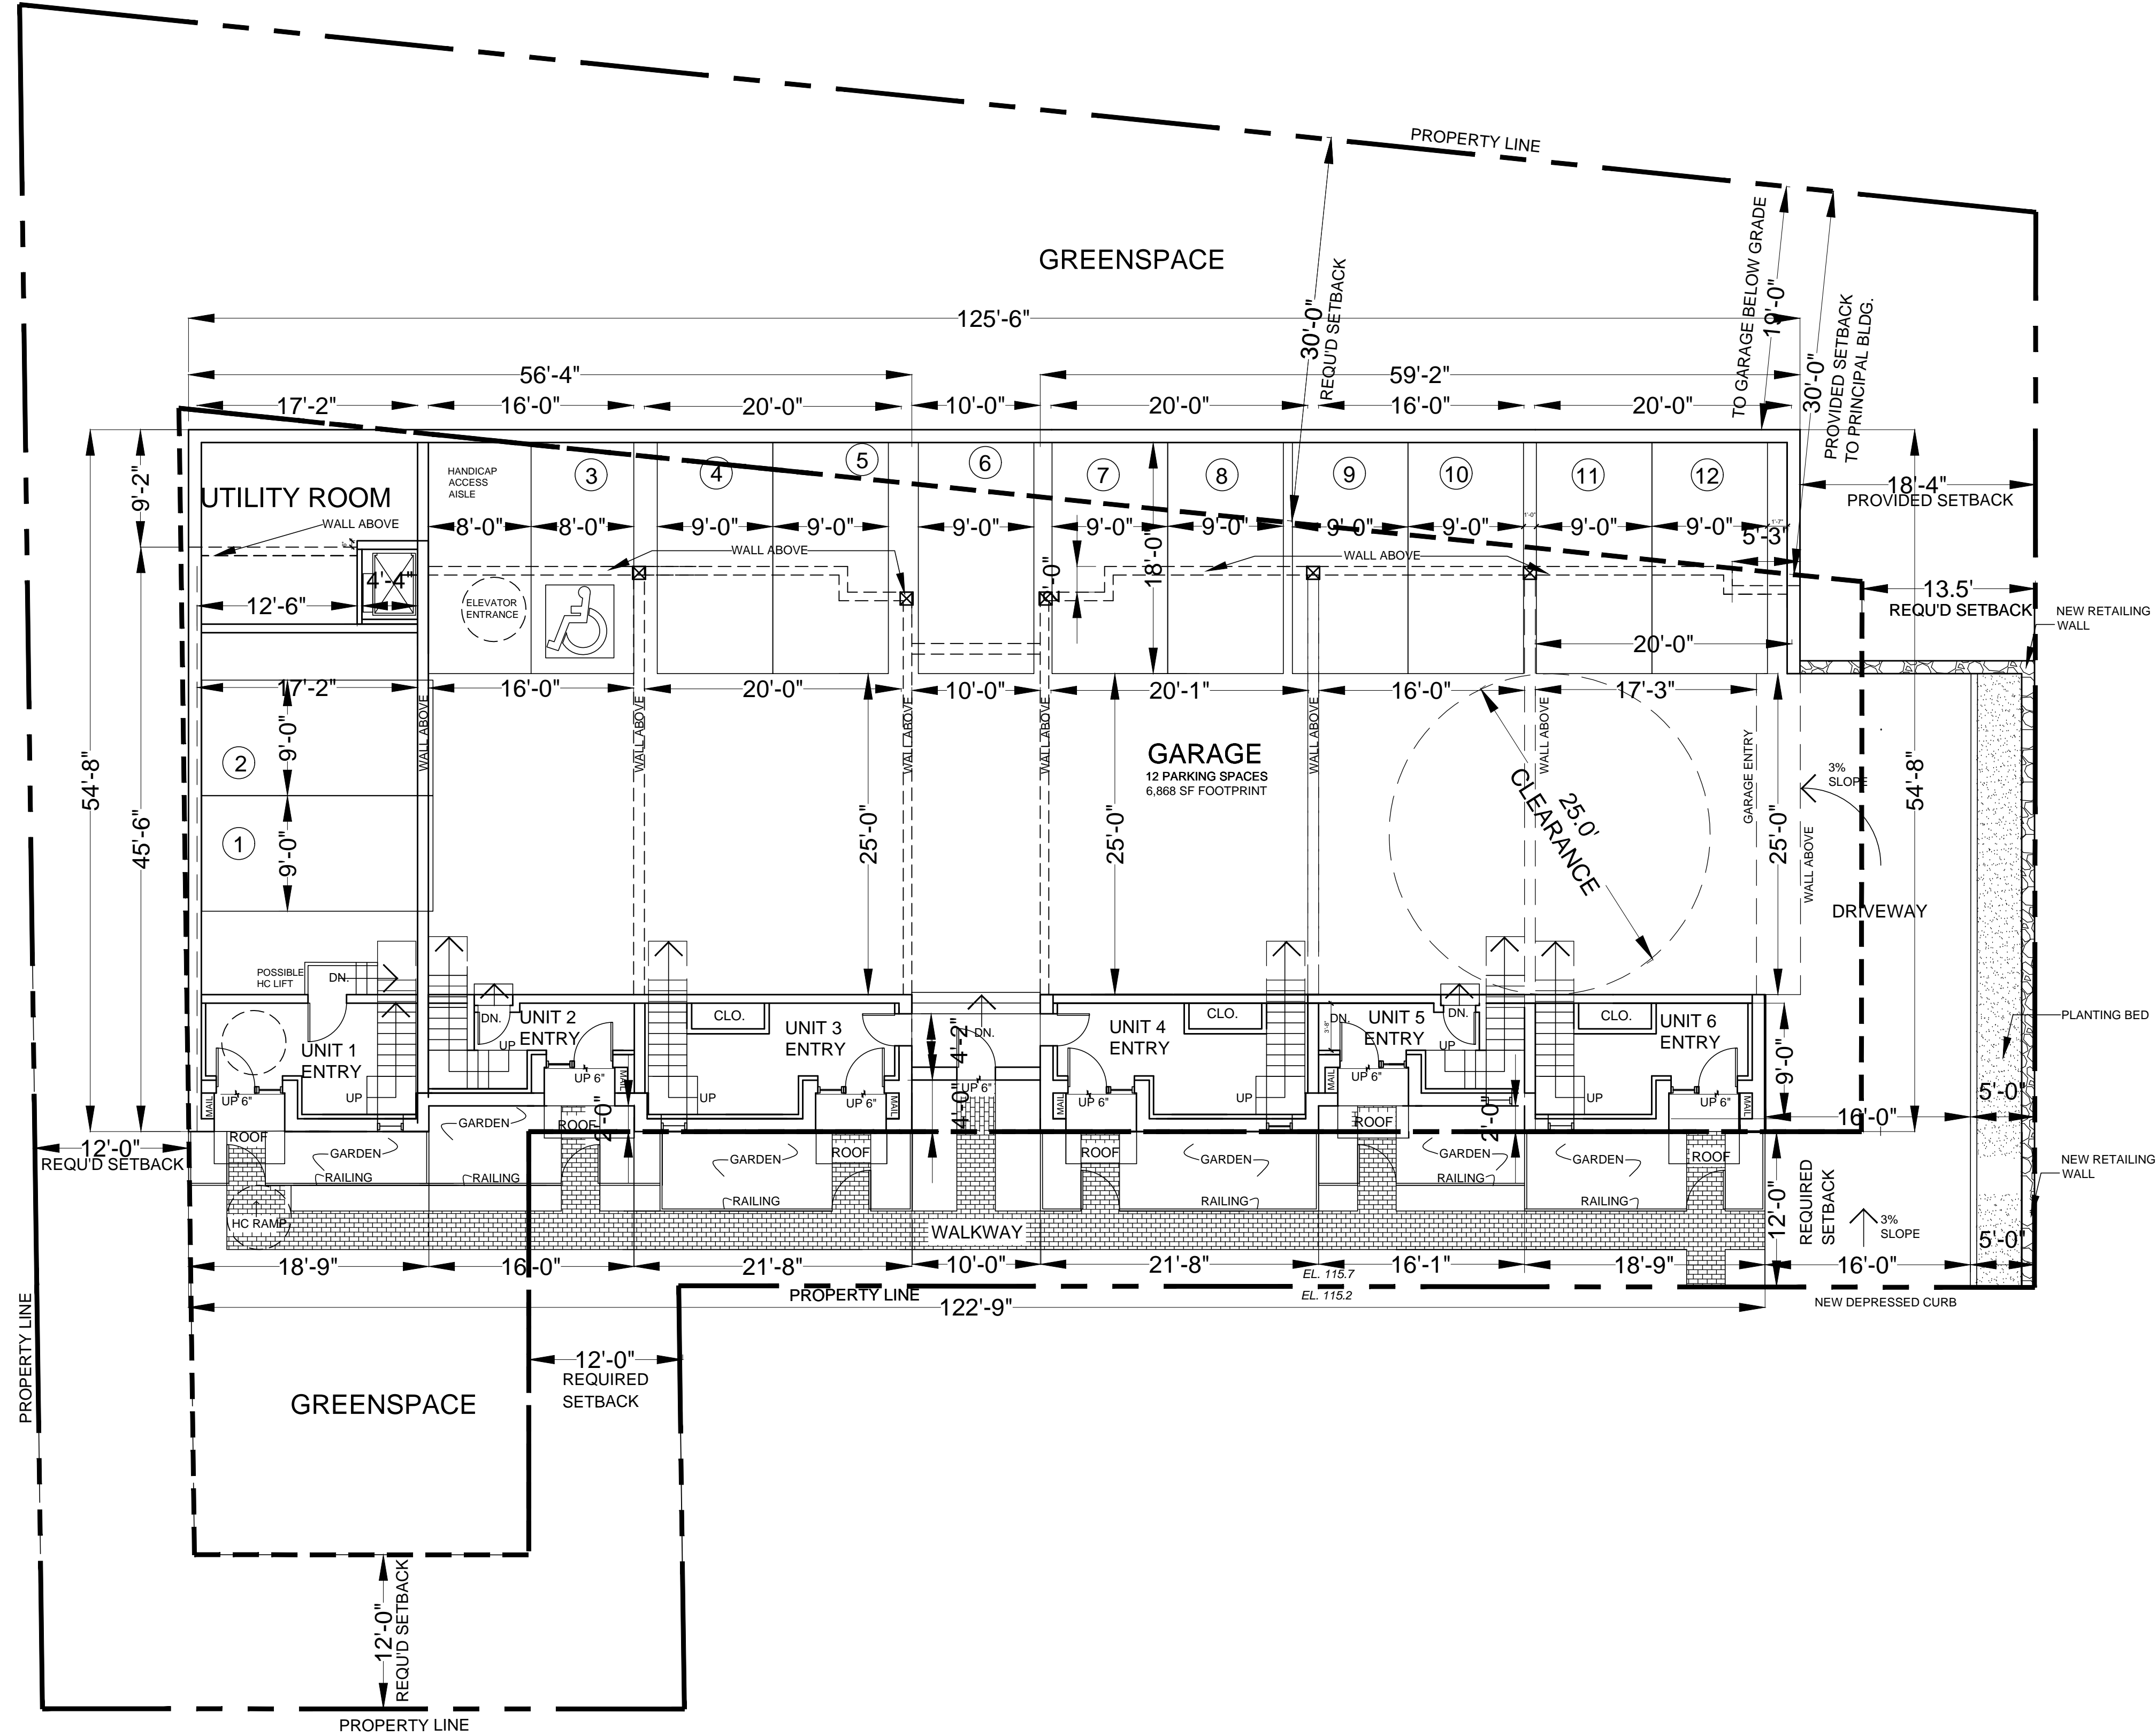 PROPERTY LINE
GREENSPACE
TO GARAGE BELOW GRADE
19'-0"
30'-0"
REQU'D SETBACK
30'-0"
PROVIDED SETBACK
TO PRINCIPAL BLDG.
125'-6"
56'-4"
59'-2"
17'-2"
16'-0"
20'-0"
10'-0"
20'-0"
16'-0"
20'-0"
9'-2"
54'-8"
45'-6"
UTILITY ROOM
WALL ABOVE
HANDICAP
ACCESS
AISLE
3
4
5
6
7
8
9
10
11
12
8'-0"
8'-0"
9'-0"
9'-0"
9'-0"
9'-0"
9'-0"
9'-0"
9'-0"
1'-0"
9'-0"
9'-0"
1'-7"
5'-3"
18'-0"
18'-4"
PROVIDED SETBACK
WALL ABOVE
WALL ABOVE
4'-4"
12'-6"
ELEVATOR
ENTRANCE
13.5'
REQU'D SETBACK
NEW RETAILING
WALL
20'-0"
17'-2"
16'-0"
20'-0"
10'-0"
20'-1"
16'-0"
17'-3"
WALL ABOVE
WALL ABOVE
WALL ABOVE
WALL ABOVE
WALL ABOVE
WALL ABOVE
GARAGE ENTRY
WALL ABOVE
2
9'-0"
1
9'-0"
GARAGE
12 PARKING SPACES
6,868 SF FOOTPRINT
25'-0"
25'-0"
25.0'
CLEARANCE
25'-0"
3%
SLOPE
54'-8"
DRIVEWAY
POSSIBLE
HC LIFT
DN.
UNIT 1
ENTRY
UP 6"
UP
MAIL
DN.
UNIT 2
ENTRY
UP
UP 6"
MAIL
CLO.
UNIT 3
ENTRY
UP
UP 6"
MAIL
4'-2"
DN.
UP 6"
4'-0"
UNIT 4
ENTRY
CLO.
MAIL
UP 6"
UP
3'-8"
DN.
UNIT 5
ENTRY
DN.
UP
UP 6"
MAIL
CLO.
UNIT 6
ENTRY
UP
UP 6"
MAIL
9'-0"
PLANTING BED
5'-0"
16'-0"
12'-0"
REQU'D SETBACK
ROOF
GARDEN
RAILING
GARDEN
RAILING
ROOF
2'-0"
GARDEN
RAILING
ROOF
ROOF
GARDEN
RAILING
ROOF
GARDEN
RAILING
2'-0"
GARDEN
RAILING
ROOF
12'-0"
REQUIRED
SETBACK
NEW RETAILING
WALL
HC RAMP
WALKWAY
3%
SLOPE
5'-0"
18'-9"
16'-0"
21'-8"
10'-0"
21'-8"
16'-1"
18'-9"
16'-0"
EL. 115.7
EL. 115.2
PROPERTY LINE
122'-9"
NEW DEPRESSED CURB
PROPERTY LINE
12'-0"
REQUIRED
SETBACK
GREENSPACE
12'-0"
REQU'D SETBACK
PROPERTY LINE